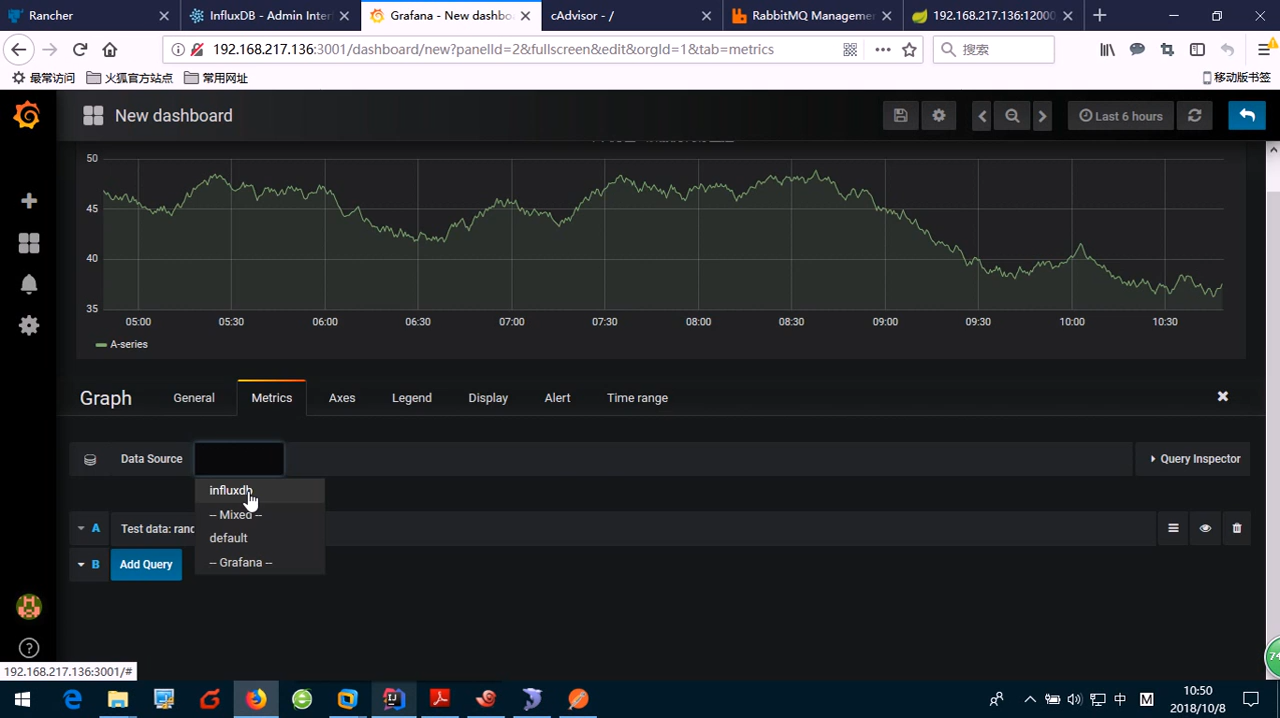 Rancher
InfluxDB - Admin Inter
Grafana - New dashbo
cAdvisor - /
RabbitMQ Manageme
192.168.217.136:12000
192.168.217.136:3001/dashboard/new?panelId=2&fullscreen&edit&orgId=1&tab=metrics
搜索
最常访问
火狐官方站点
常用网址
移动版书签
New dashboard
Last 6 hours
50
45
40
35
05:00 05:30 06:00 06:30 07:00 07:30 08:00 08:30 09:00 09:30 10:00 10:30
A-series
Graph
General
Metrics
Axes
Legend
Display
Alert
Time range
Data Source
Query Inspector
influxdb
-- Mixed --
default
-- Grafana --
A
Test data: rand
B
Add Query
192.168.217.136:3001/#
74
中
M
10:50
2018/10/8